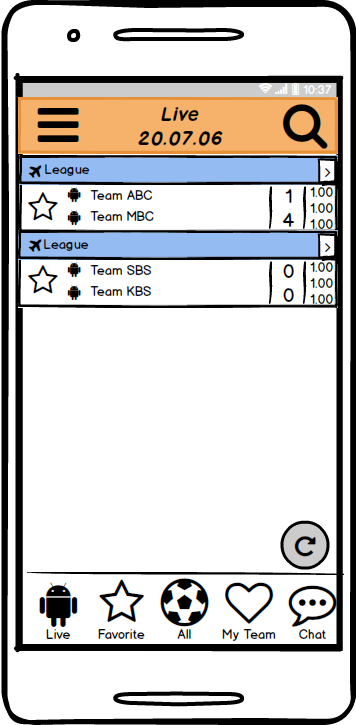 10:37
Live
20.07.06
League >
Team ABC 1 1.00
1.00
Team MBC 4 1.00
League >
Team SBS 0 1.00
1.00
Team KBS 0 1.00
Live Favorite All My Team Chat